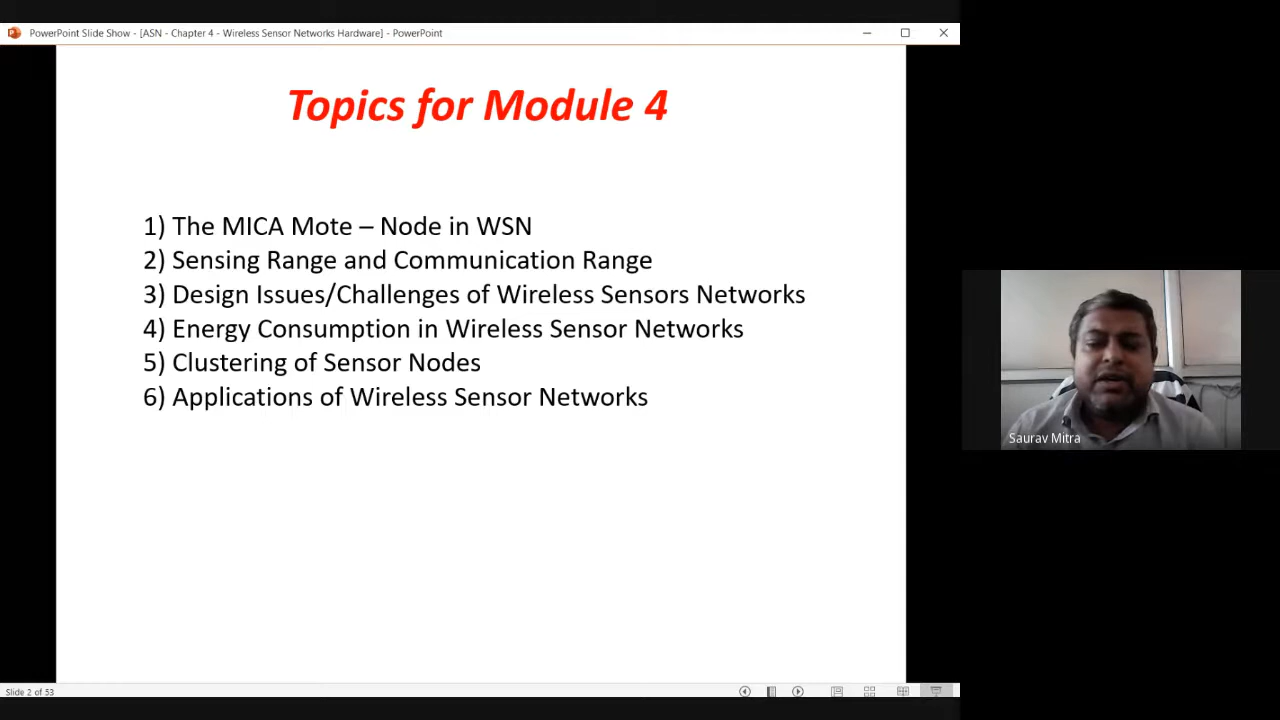 PowerPoint Slide Show - [ASN - Chapter 4 - Wireless Sensor Networks Hardware] - PowerPoint
Topics for Module 4
1) The MICA Mote – Node in WSN
2) Sensing Range and Communication Range
3) Design Issues/Challenges of Wireless Sensors Networks
4) Energy Consumption in Wireless Sensor Networks
5) Clustering of Sensor Nodes
6) Applications of Wireless Sensor Networks
Saurav Mitra
Slide 2 of 53